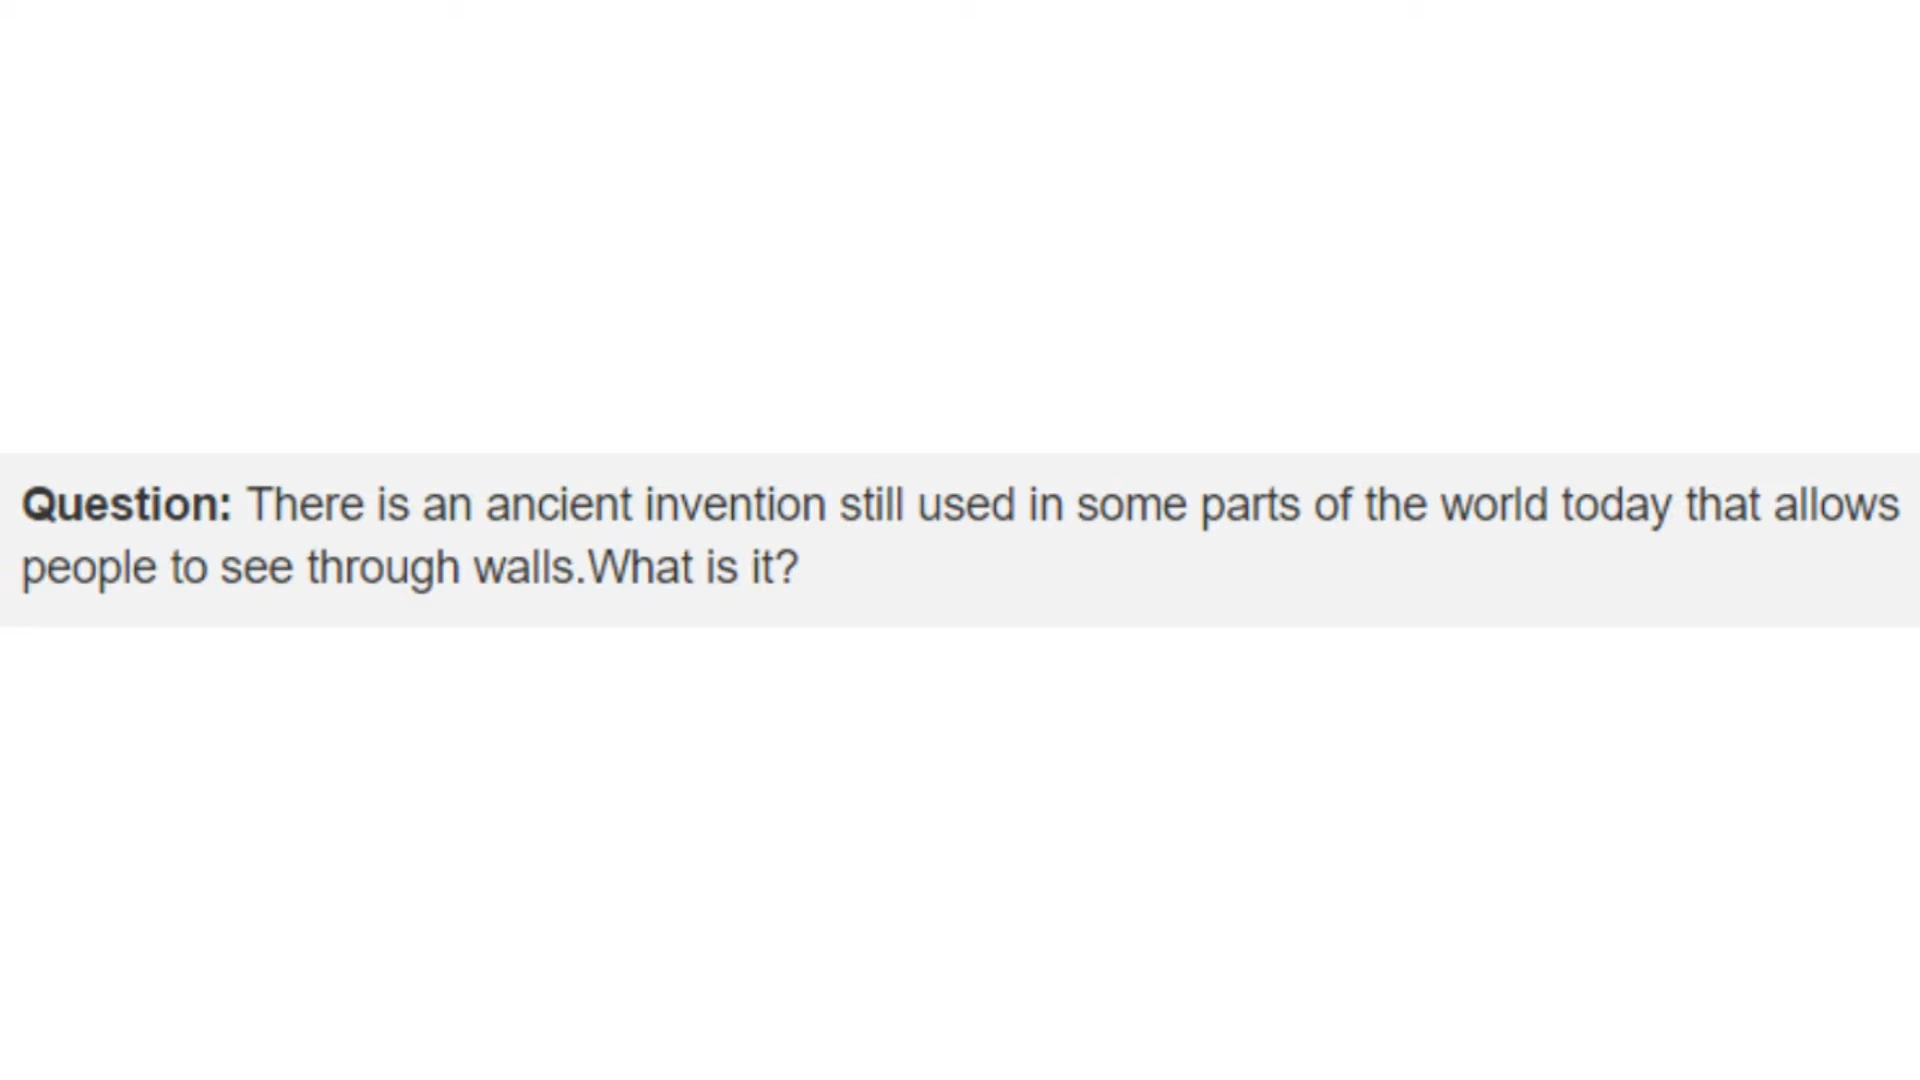 Question: There is an ancient invention still used in some parts of the world today that allows
people to see through walls.What is it?